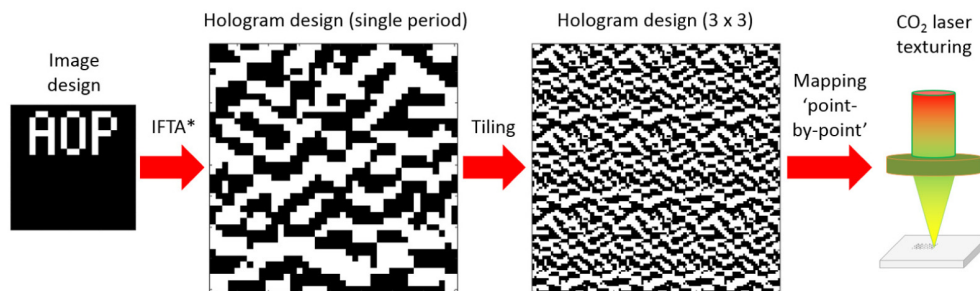 Image
design
AOP
IFTA*
Hologram design (single period)
Tiling
Hologram design (3 x 3)
Mapping
‘point-
by-point’
CO₂ laser
texturing